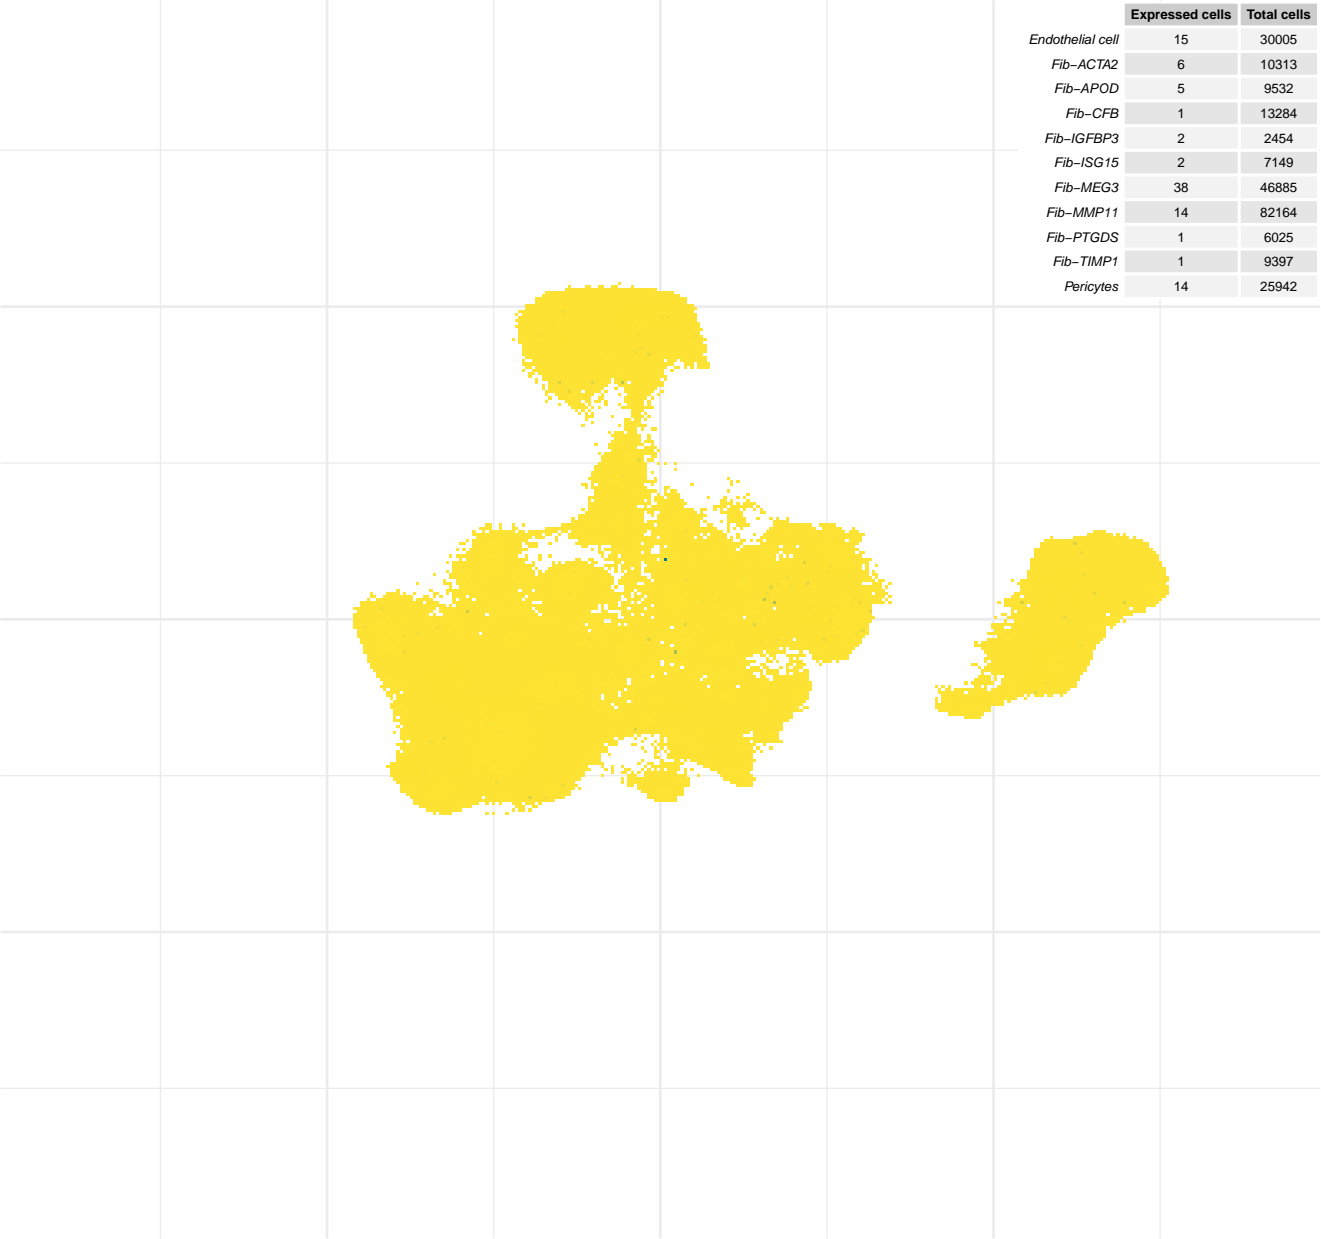 Expressed cells Total cells
Endothelial cell 15 30005
Fib−ACTA2 6 10313
Fib−APOD 5 9532
Fib−CFB 1 13284
Fib−IGFBP3 2 2454
Fib−ISG15 2 7149
Fib−MEG3 38 46885
Fib−MMP11 14 82164
Fib−PTGDS 1 6025
Fib−TIMP1 1 9397
Pericytes 14 25942